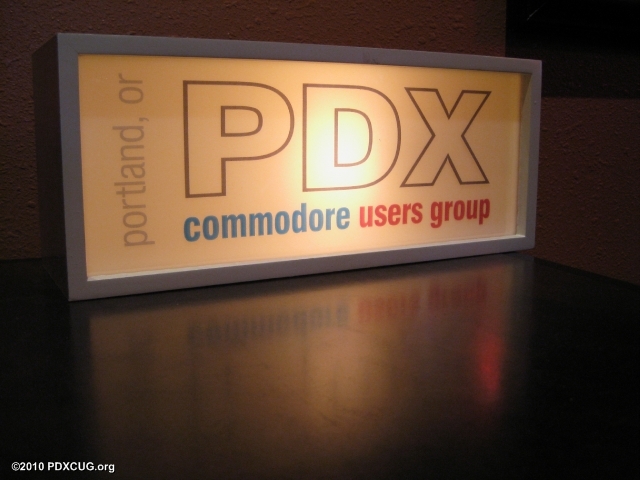 portland, or
PDX
commodore users group
©2010 PDXCUG.org